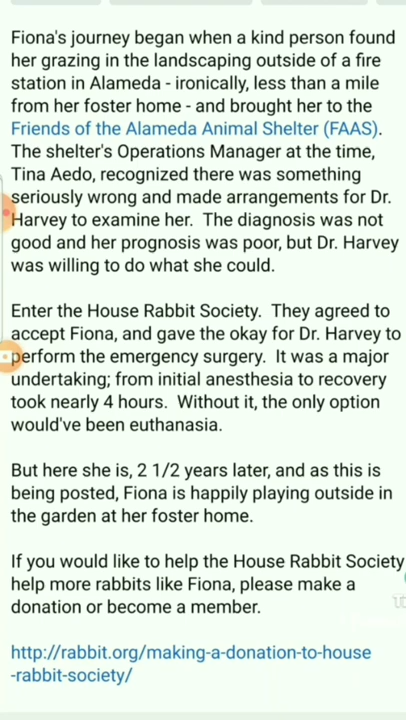 Fiona's journey began when a kind person found
her grazing in the landscaping outside of a fire
station in Alameda - ironically, less than a mile
from her foster home - and brought her to the
Friends of the Alameda Animal Shelter (FAAS).
The shelter's Operations Manager at the time,
Tina Aedo, recognized there was something
seriously wrong and made arrangements for Dr.
Harvey to examine her.  The diagnosis was not
good and her prognosis was poor, but Dr. Harvey
was willing to do what she could.
Enter the House Rabbit Society.  They agreed to
accept Fiona, and gave the okay for Dr. Harvey to
perform the emergency surgery.  It was a major
undertaking; from initial anesthesia to recovery
took nearly 4 hours.  Without it, the only option
would've been euthanasia.
But here she is, 2 1/2 years later, and as this is
being posted, Fiona is happily playing outside in
the garden at her foster home.
If you would like to help the House Rabbit Society
help more rabbits like Fiona, please make a
donation or become a member.
http://rabbit.org/making-a-donation-to-house
-rabbit-society/